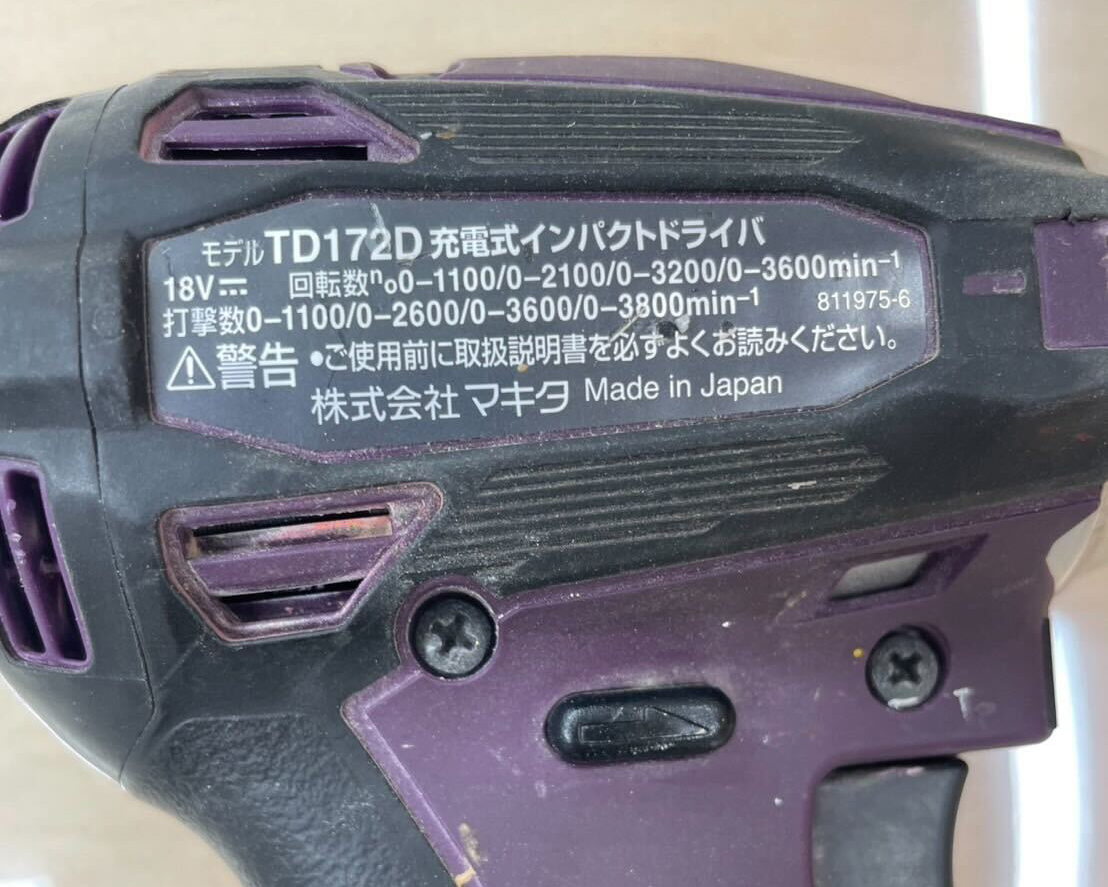 モデル TD172D 充電式インパクトドライバ
18V⎓ 回転数n₀0-1100/0-2100/0-3200/0-3600min⁻¹
打撃数0-1100/0-2600/0-3600/0-3800min⁻¹ 811975-6
⚠警告 •ご使用前に取扱説明書を必ずよくお読みください。
株式会社マキタ Made in Japan